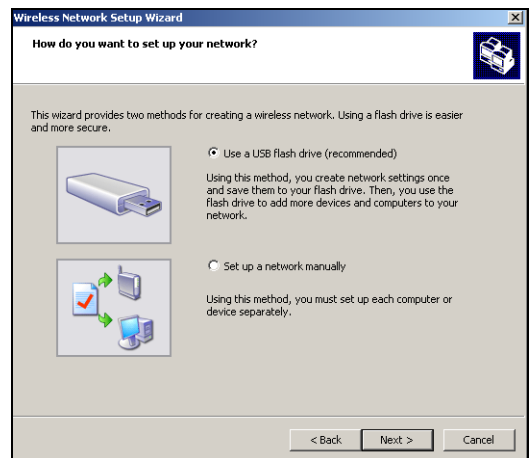 Wireless Network Setup Wizard
How do you want to set up your network?
This wizard provides two methods for creating a wireless network. Using a flash drive is easier
and more secure.
Use a USB flash drive (recommended)
Using this method, you create network settings once
and save them to your flash drive. Then, you use the
flash drive to add more devices and computers to your
network.
Set up a network manually
Using this method, you must set up each computer or
device separately.
< Back
Next >
Cancel